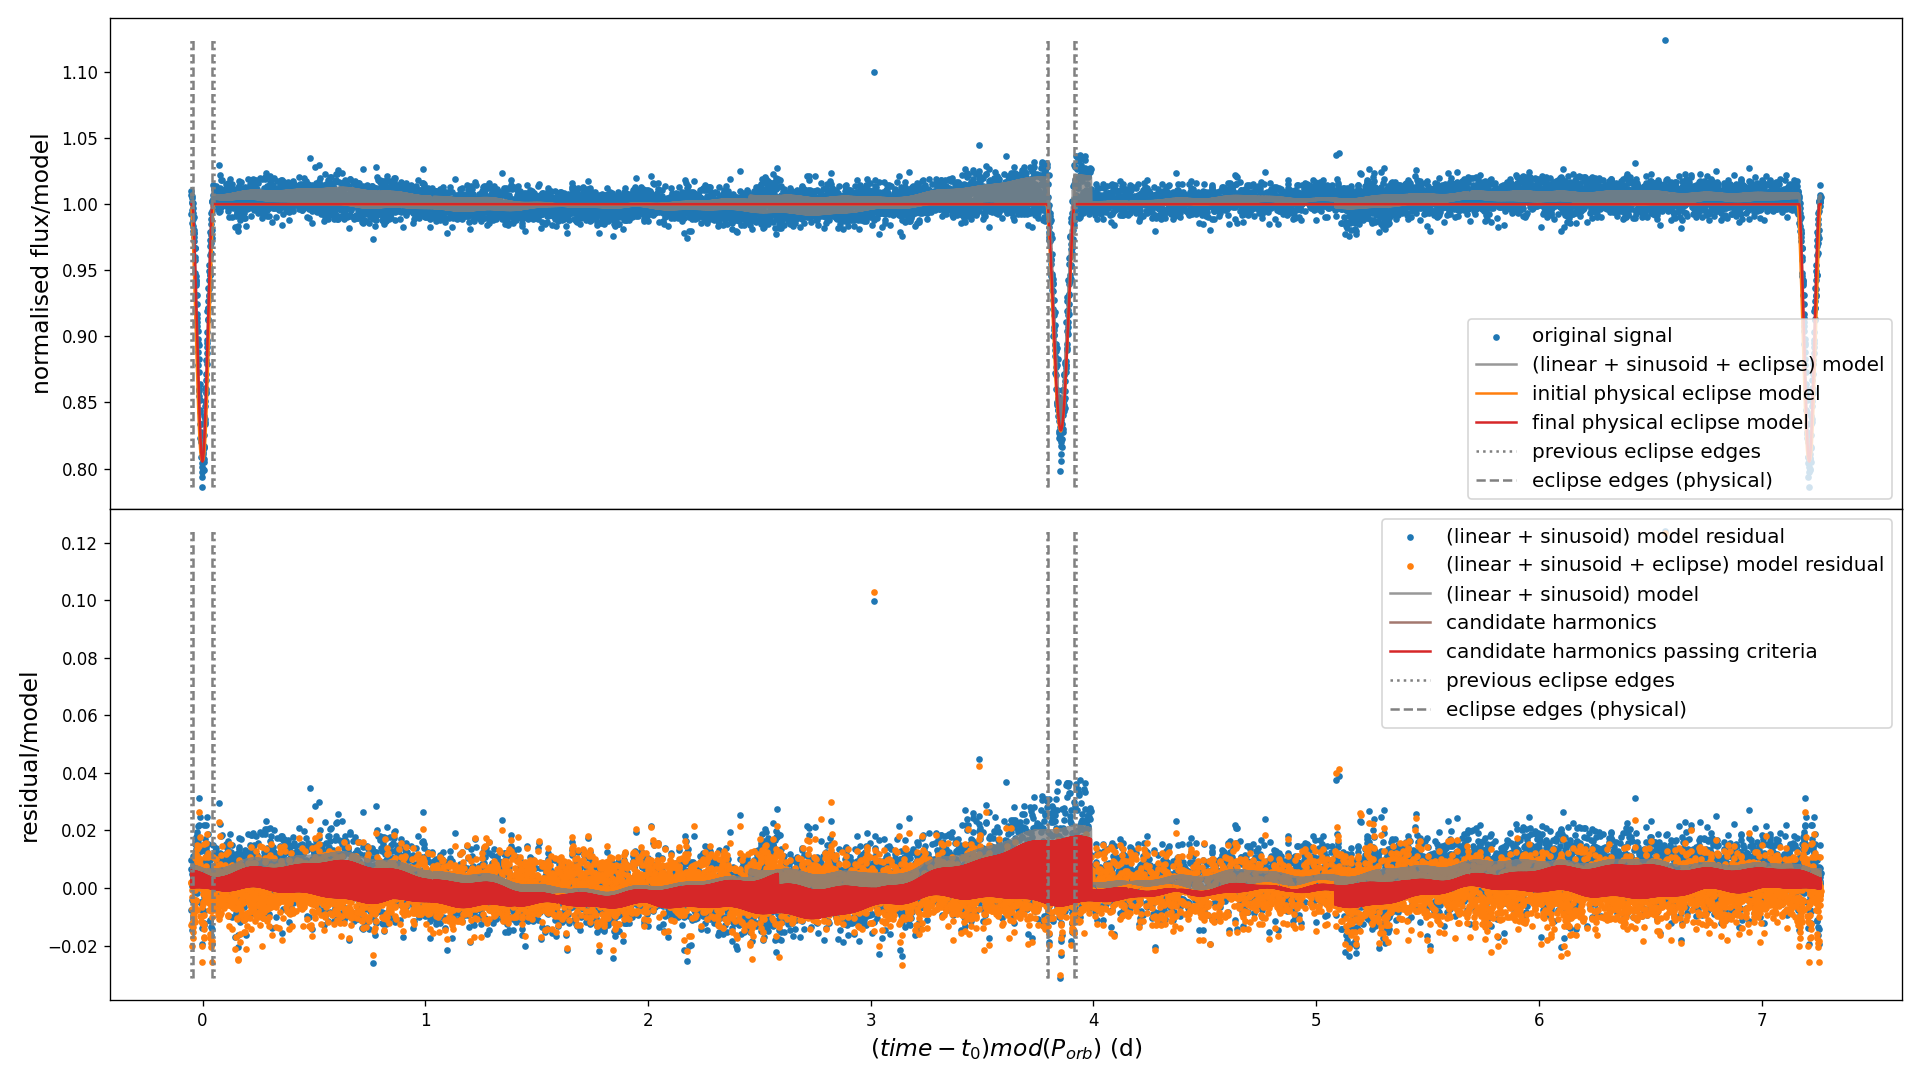 normalised flux/model
1.10
1.05
1.00
0.95
0.90
0.85
0.80
original signal
(linear + sinusoid + eclipse) model
initial physical eclipse model
final physical eclipse model
previous eclipse edges
eclipse edges (physical)
residual/model
0.12
0.10
0.08
0.06
0.04
0.02
0.00
−0.02
(linear + sinusoid) model residual
(linear + sinusoid + eclipse) model residual
(linear + sinusoid) model
candidate harmonics
candidate harmonics passing criteria
previous eclipse edges
eclipse edges (physical)
0 1 2 3 4 5 6 7
(time − t₀)mod(Pₒᵣb) (d)